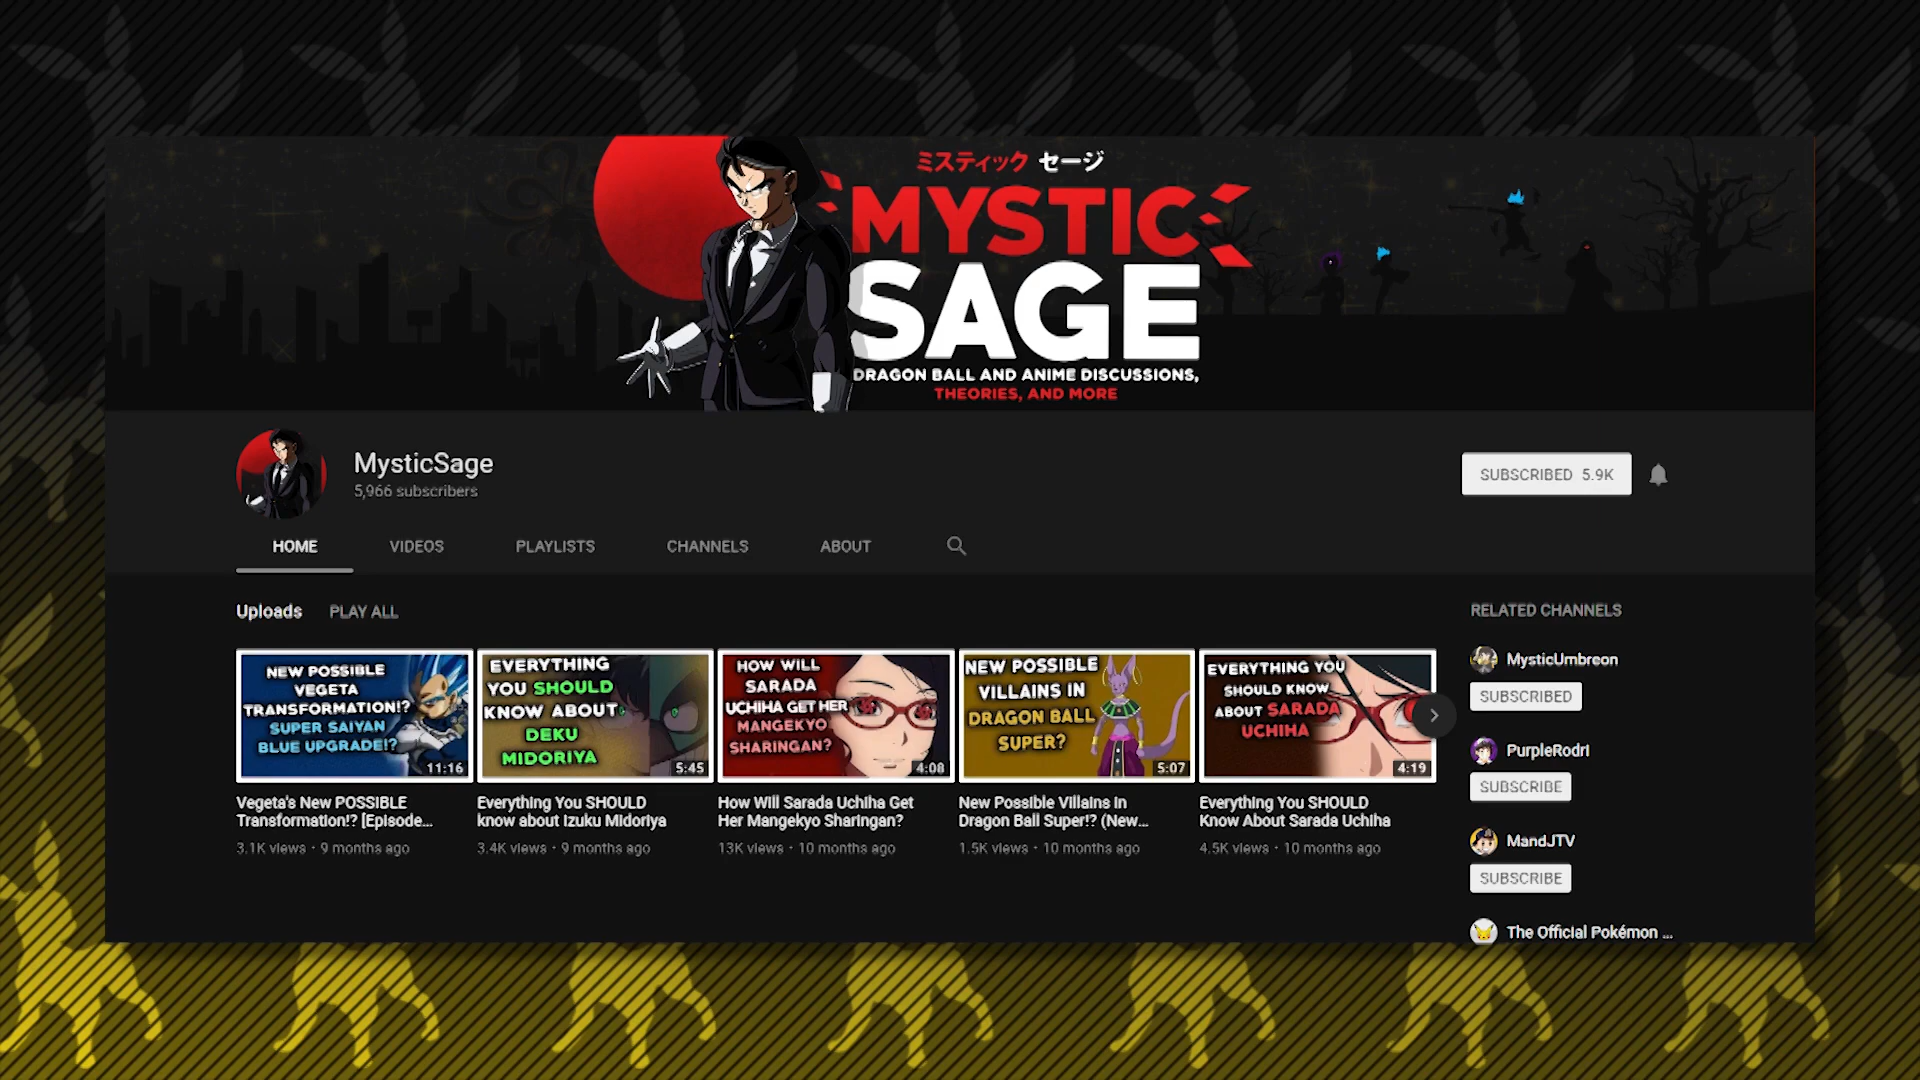 ミスティック セージ
MYSTIC
SAGE
DRAGON BALL AND ANIME DISCUSSIONS,
THEORIES, AND MORE
MysticSage
5,966 subscribers
SUBSCRIBED 5.9K
HOME VIDEOS PLAYLISTS CHANNELS ABOUT
Uploads PLAY ALL
NEW POSSIBLE
VEGETA
TRANSFORMATION!?
SUPER SAIYAN
BLUE UPGRADE!?
11:16
Vegeta's New POSSIBLE
Transformation!? [Episode...
3.1K views • 9 months ago
EVERYTHING
YOU SHOULD
KNOW ABOUT:
DEKU
MIDORIYA
5:45
Everything You SHOULD
know about Izuku Midoriya
3.4K views • 9 months ago
HOW WILL
SARADA
UCHIHA GET HER
MANGEKYO
SHARINGAN?
4:08
How Will Sarada Uchiha Get
Her Mangekyo Sharingan?
13K views • 10 months ago
NEW POSSIBLE
VILLAINS IN
DRAGON BALL
SUPER?
5:07
New Possible Villains in
Dragon Ball Super!? (New...
1.5K views • 10 months ago
EVERYTHING YOU
SHOULD KNOW
ABOUT SARADA
UCHIHA
4:19
Everything You SHOULD
Know About Sarada Uchiha
4.5K views • 10 months ago
RELATED CHANNELS
MysticUmbreon
SUBSCRIBED
PurpleRodri
SUBSCRIBE
MandJTV
SUBSCRIBE
The Official Pokémon ...